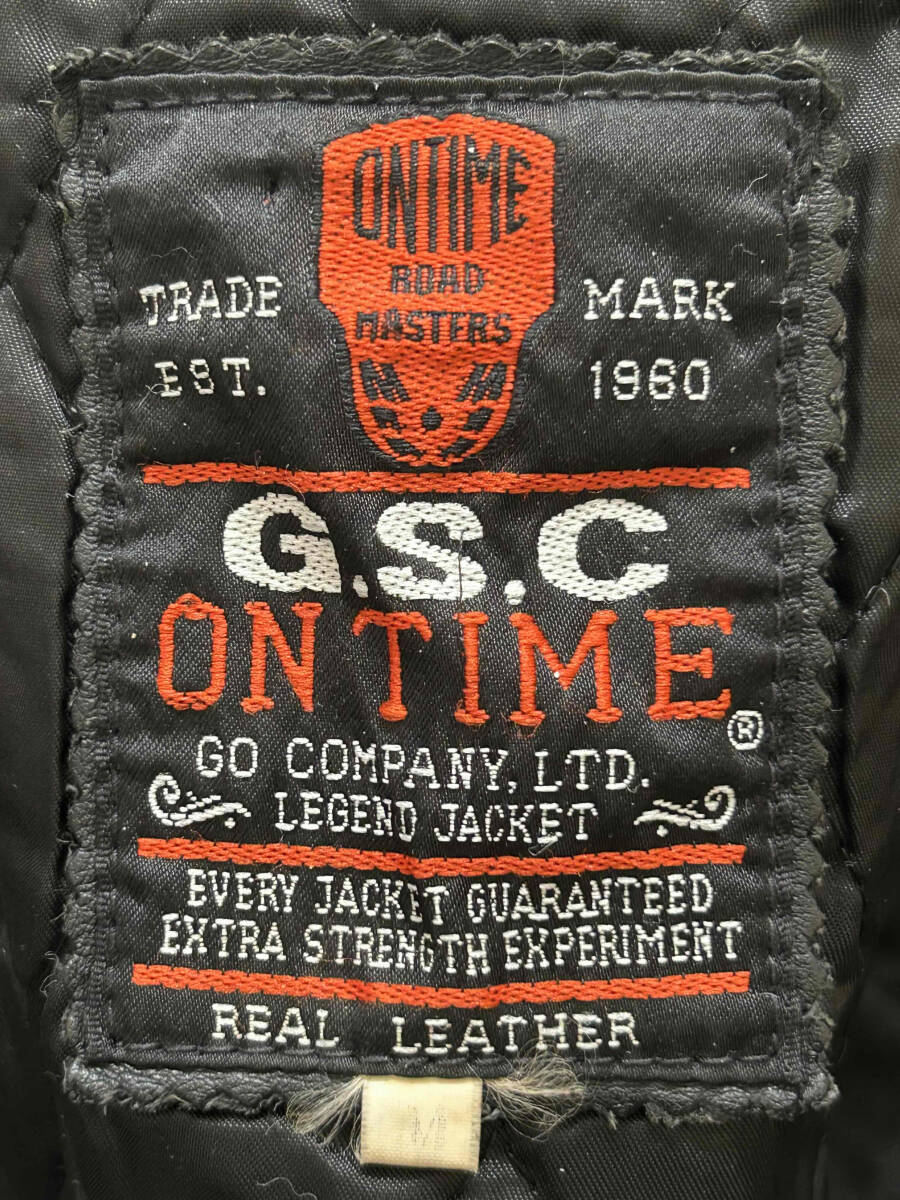 ONTIME
ROAD
MASTERS
TRADE MARK
EST. 1960
G.S.C
ONTIME ®
GO COMPANY, LTD.
LEGEND JACKET
EVERY JACKET GUARANTEED
EXTRA STRENGTH EXPERIMENT
REAL LEATHER
M